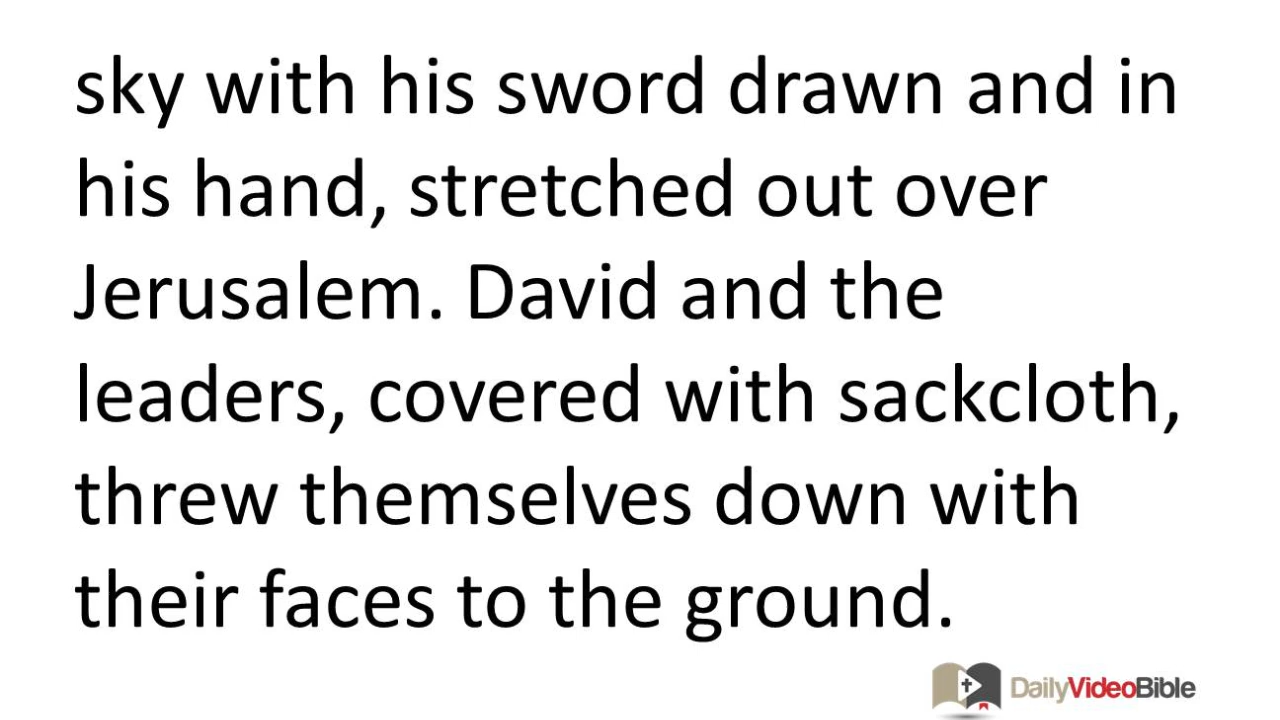 sky with his sword drawn and in
his hand, stretched out over
Jerusalem. David and the
leaders, covered with sackcloth,
threw themselves down with
their faces to the ground.
DailyVideoBible